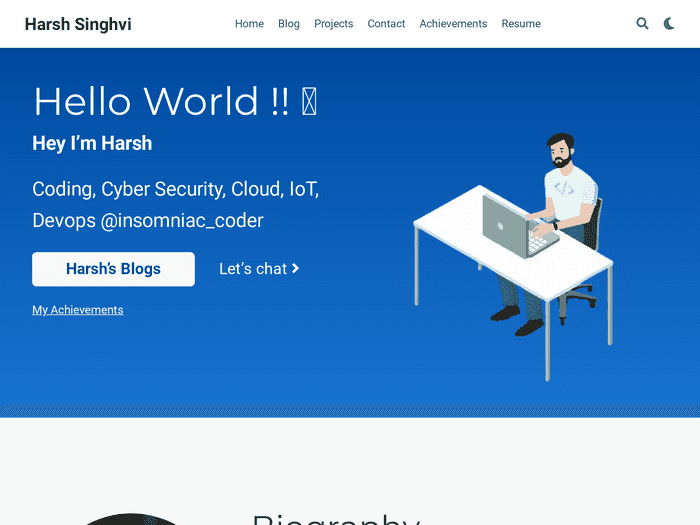 Harsh Singhvi
Home Blog Projects Contact Achievements Resume
Hello World !!
Hey I’m Harsh
Coding, Cyber Security, Cloud, IoT,
Devops @insomniac_coder
Harsh’s Blogs
Let’s chat
My Achievements
Biography